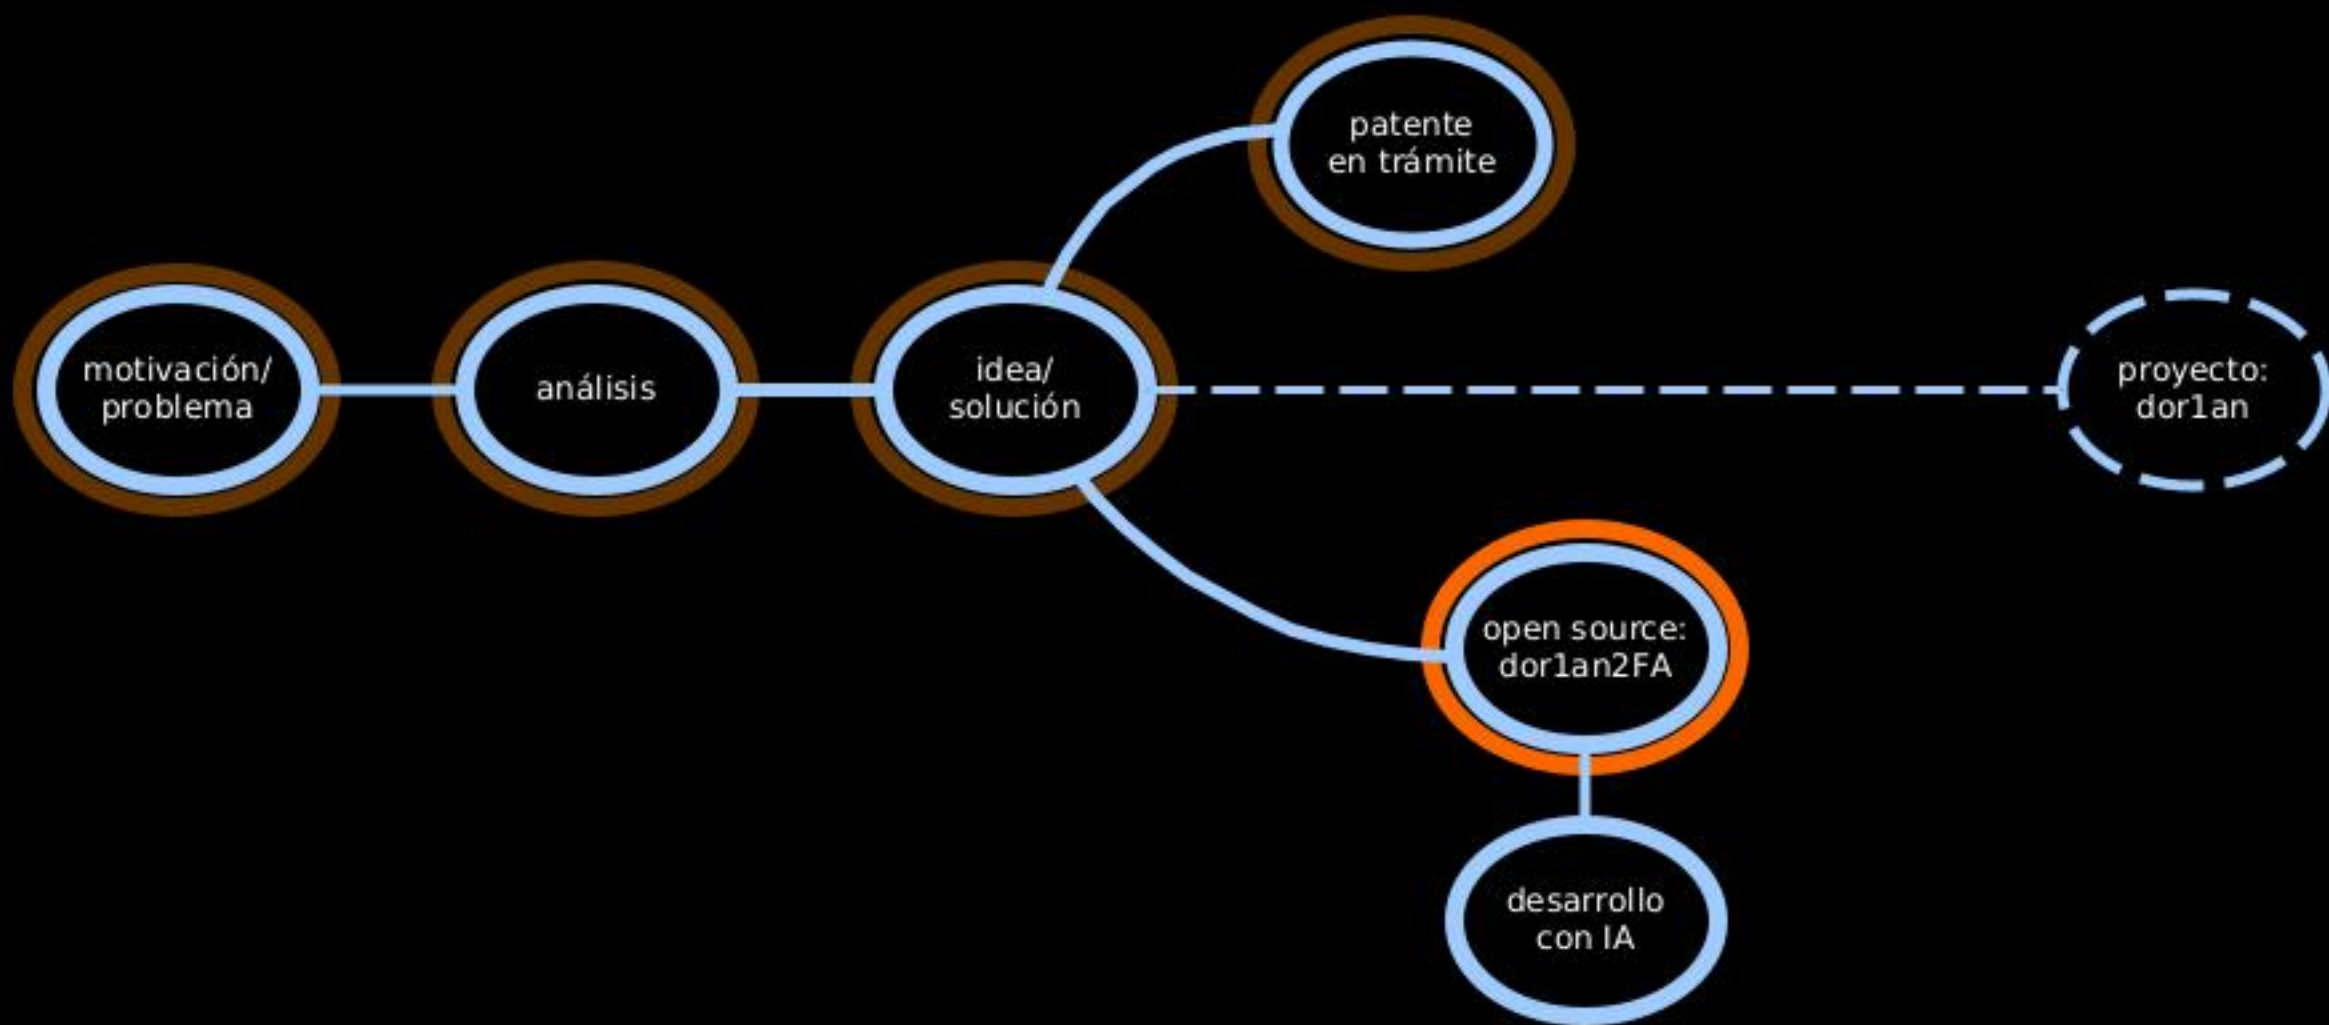 patente
en trámite
motivación/
problema
análisis
idea/
solución
proyecto:
dor1an
open source:
dor1an2FA
desarrollo
con IA